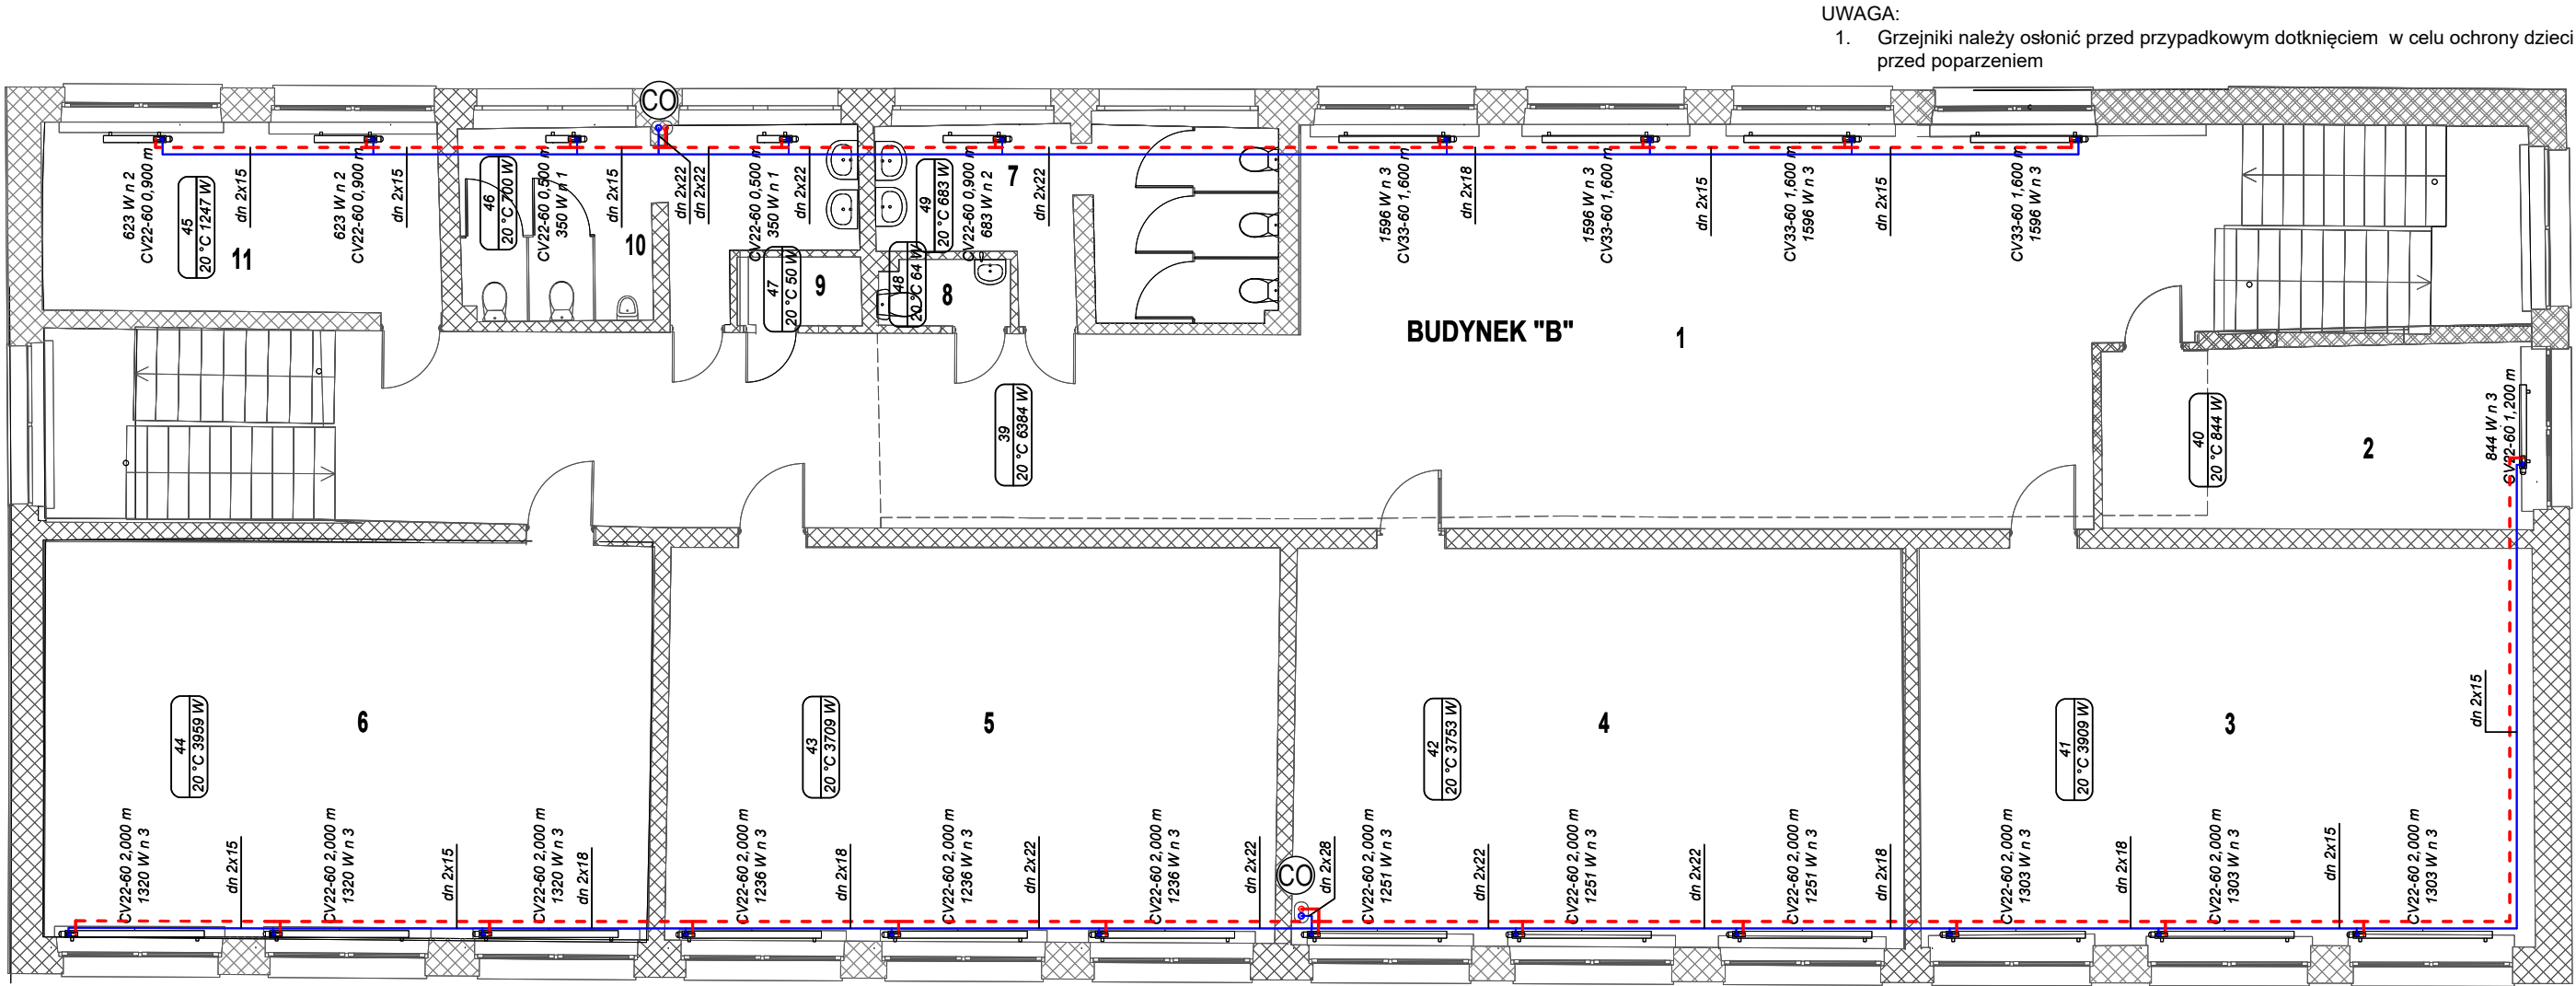 UWAGA:
1. Grzejniki należy osłonić przed przypadkowym dotknięciem w celu ochrony dzieci
przed poparzeniem
CO
623 W n 2
CV22-60 0,900 m
45
20 °C 1247 W
11
dn 2x15
623 W n 2
CV22-60 0,900 m
dn 2x15
46
20 °C 700 W
CV22-60 0,500 m
350 W n 1
dn 2x15
10
dn 2x22
dn 2x22
CV22-60 0,500 m
350 W n 1
dn 2x22
47
20 °C 50 W
9
48
20 °C 64 W
8
49
20 °C 683 W
CV22-60 0,900 m
683 W n 2
7
dn 2x22
1596 W n 3
CV33-60 1,600 m
dn 2x18
1596 W n 3
CV33-60 1,600 m
dn 2x15
CV33-60 1,600 m
1596 W n 3
dn 2x15
CV33-60 1,600 m
1596 W n 3
BUDYNEK "B"
1
39
20 °C 6384 W
40
20 °C 844 W
2
844 W n 3
CV22-60 1,200 m
dn 2x15
44
20 °C 3959 W
6
43
20 °C 3709 W
5
42
20 °C 3753 W
4
41
20 °C 3909 W
3
CV22-60 2,000 m
1320 W n 3
dn 2x15
CV22-60 2,000 m
1320 W n 3
dn 2x15
CV22-60 2,000 m
1320 W n 3
dn 2x18
CV22-60 2,000 m
1236 W n 3
dn 2x18
CV22-60 2,000 m
1236 W n 3
dn 2x22
CV22-60 2,000 m
1236 W n 3
dn 2x22
CO
dn 2x28
CV22-60 2,000 m
1251 W n 3
dn 2x22
CV22-60 2,000 m
1251 W n 3
dn 2x22
CV22-60 2,000 m
1251 W n 3
dn 2x18
CV22-60 2,000 m
1303 W n 3
dn 2x18
CV22-60 2,000 m
1303 W n 3
dn 2x15
CV22-60 2,000 m
1303 W n 3